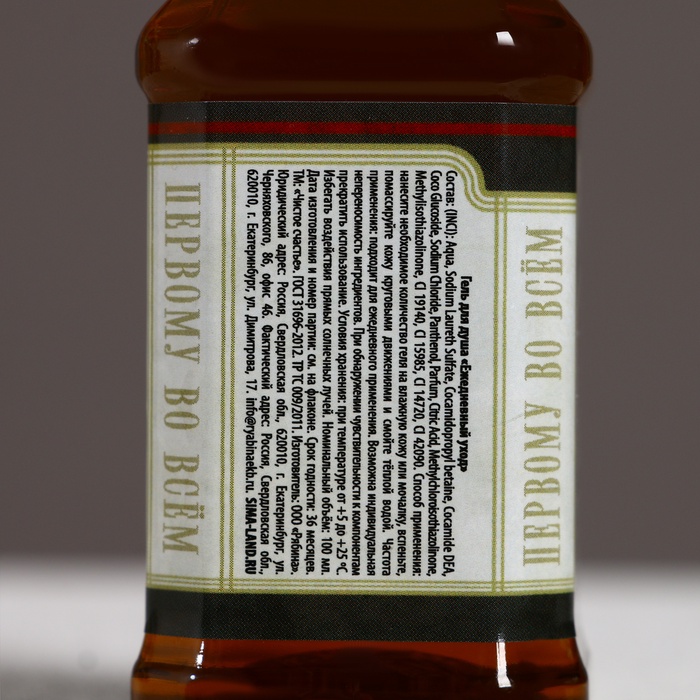 ПЕРВОМУ ВО ВСЁМ
Гель для душа «Ежедневный уход»
Состав: (INCI): Aqua, Sodium Laureth Sulfate, Cocamidopropyl betaine, Cocamide DEA,
Coco Glucoside, Sodium Chloride, Panthenol, Parfum, Citric Acid, Methylchloroisothiazolinone,
Methylisothiazolinone, CI 19140, CI 15985, CI 14720, CI 42090. Способ применения:
нанесите необходимое количество геля на влажную кожу или мочалку, вспеньте,
помассируйте кожу круговыми движениями и смойте тёплой водой. Частота
применения: подходит для ежедневного применения. Возможна индивидуальная
непереносимость ингредиентов. При обнаружении чувствительности к компонентам
прекратить использование. Условия хранения: при температуре от +5 до +25 ºС.
Избегать воздействия прямых солнечных лучей. Номинальный объём: 100 мл.
Дата изготовления и номер партии: см. на флаконе. Срок годности: 36 месяцев.
ТМ: «Чистое счастье». ГОСТ 31696-2012. ТР ТС 009/2011. Изготовитель: ООО «Рябина».
Юридический адрес: Россия, Свердловская обл., 620010, г. Екатеринбург, ул.
Черняховского, 86, офис 46. Фактический адрес: Россия, Свердловская обл.,
620010, г. Екатеринбург, ул. Димитрова, 17. info@ryabinaekb.ru. SIMA-LAND.RU
ПЕРВОМУ ВО ВСЁМ